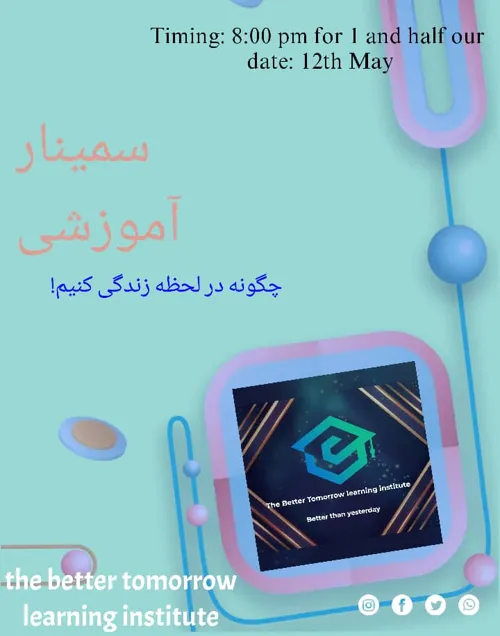 Timing: 8:00 pm for 1 and half our
date: 12th May
سمینار
آموزشی
چگونه در لحظه زندگی کنیم!
The Better Tomorrow learning institute
Better than yesterday
the better tomorrow
learning institute